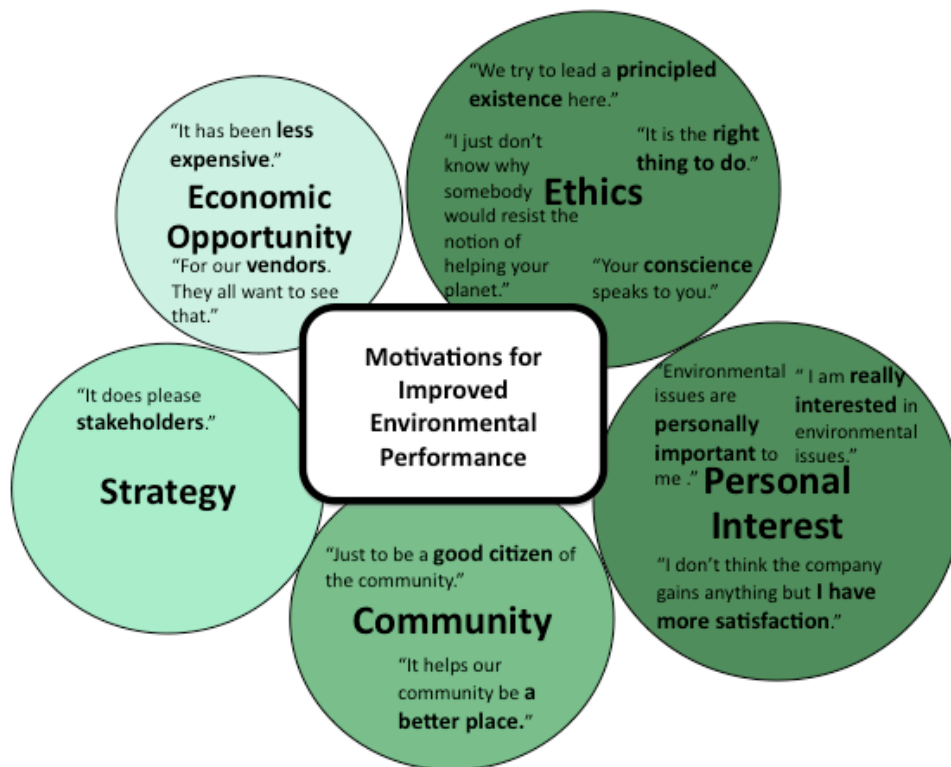 “We try to lead a principled
existence here.”
“It has been less
expensive.”
Economic
Opportunity
“For our vendors.
They all want to see
that.”
“I just don’t
know why
somebody
would resist the
notion of
helping your
planet.”
Ethics
“It is the right
thing to do.”
“Your conscience
speaks to you.”
Motivations for
Improved
Environmental
Performance
“It does please
stakeholders.”
Strategy
“Environmental
issues are
personally
important to
me .”
“ I am really
interested in
environmental
issues.”
Personal
Interest
“I don’t think the company
gains anything but I have
more satisfaction.”
“Just to be a good citizen of
the community.”
Community
“It helps our
community be a
better place.”